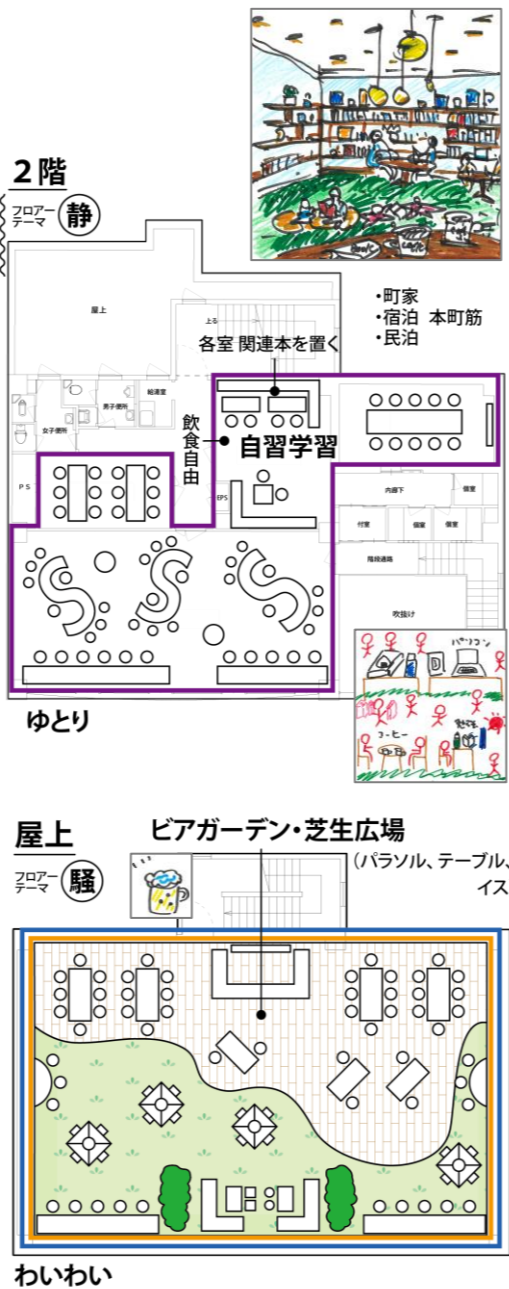 2階
フロアー
テーマ
静
・町家
・宿泊 本町筋
・民泊
屋上
上る
各室 関連本を置く
給湯室
男子便所
女子便所
飲食自由
自習学習
PS
EPS
内廊下
個室
付室
個室
個室
階段通路
吹抜け
パソコン
コーヒー
ゆとり
屋上
フロアー
テーマ
騒
ビアガーデン・芝生広場
(パラソル、テーブル、
イス
わいわい